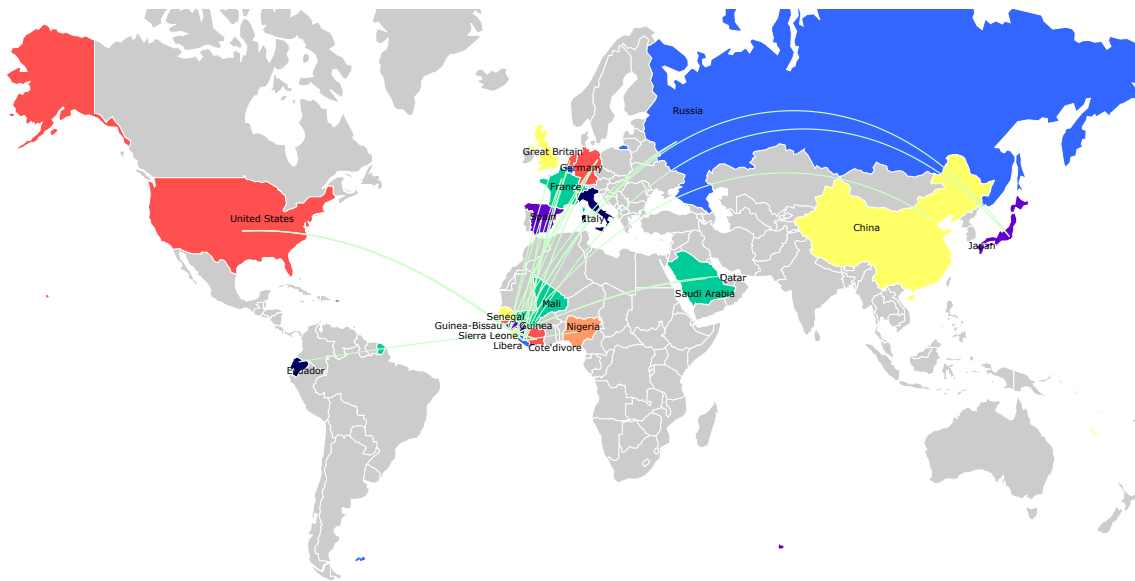 Russia
Great Britain
Germany
France
Spain
Italy
United States
China
Japan
Qatar
Saudi Arabia
Mali
Senegal
Guinea-Bissau
Guinea
Nigeria
Sierra Leone
Libera
Cote'divore
Ecuador